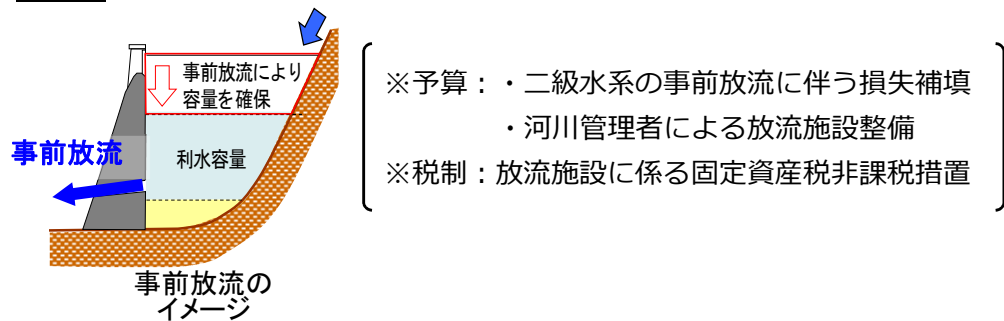 事前放流により
容量を確保
事前放流
利水容量
事前放流の
イメージ
※予算：・二級水系の事前放流に伴う損失補填
・河川管理者による放流施設整備
※税制：放流施設に係る固定資産税非課税措置